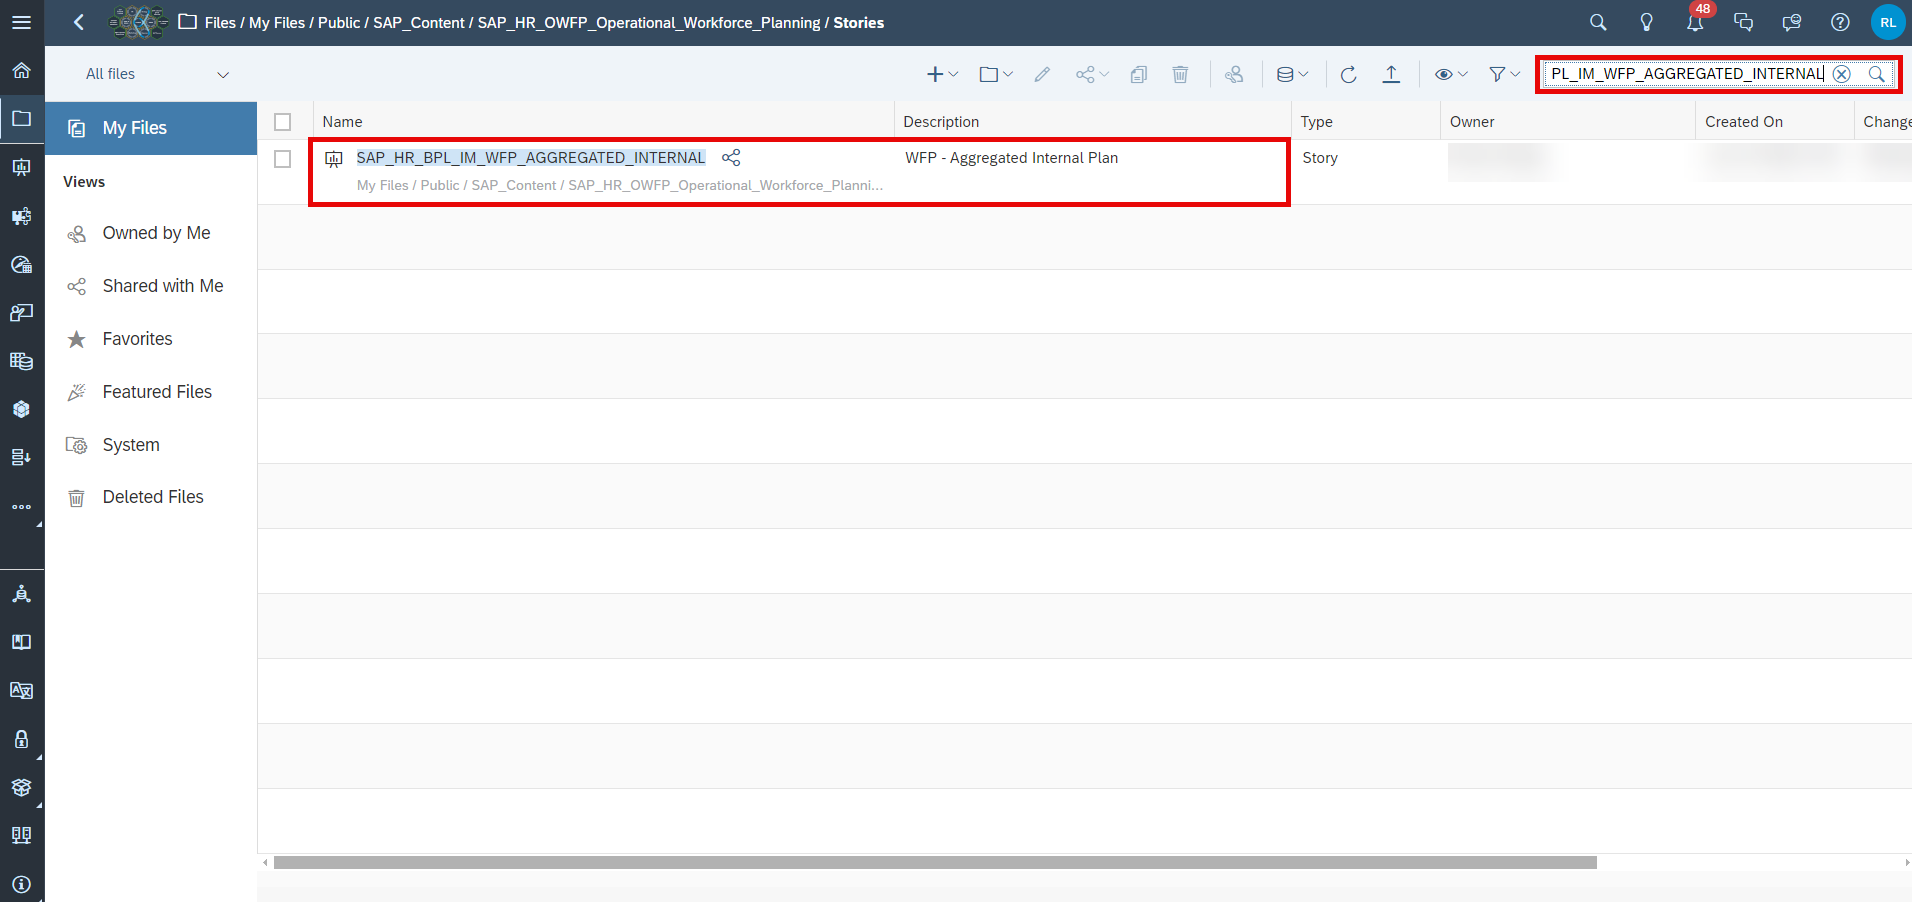 Files / My Files / Public / SAP_Content / SAP_HR_OWFP_Operational_Workforce_Planning / Stories
48
RL
All files
PL_IM_WFP_AGGREGATED_INTERNAL
My Files
Name
Description
Type
Owner
Created On
Change
SAP_HR_BPL_IM_WFP_AGGREGATED_INTERNAL
WFP - Aggregated Internal Plan
Story
My Files / Public / SAP_Content / SAP_HR_OWFP_Operational_Workforce_Planni...
Views
Owned by Me
Shared with Me
Favorites
Featured Files
System
Deleted Files